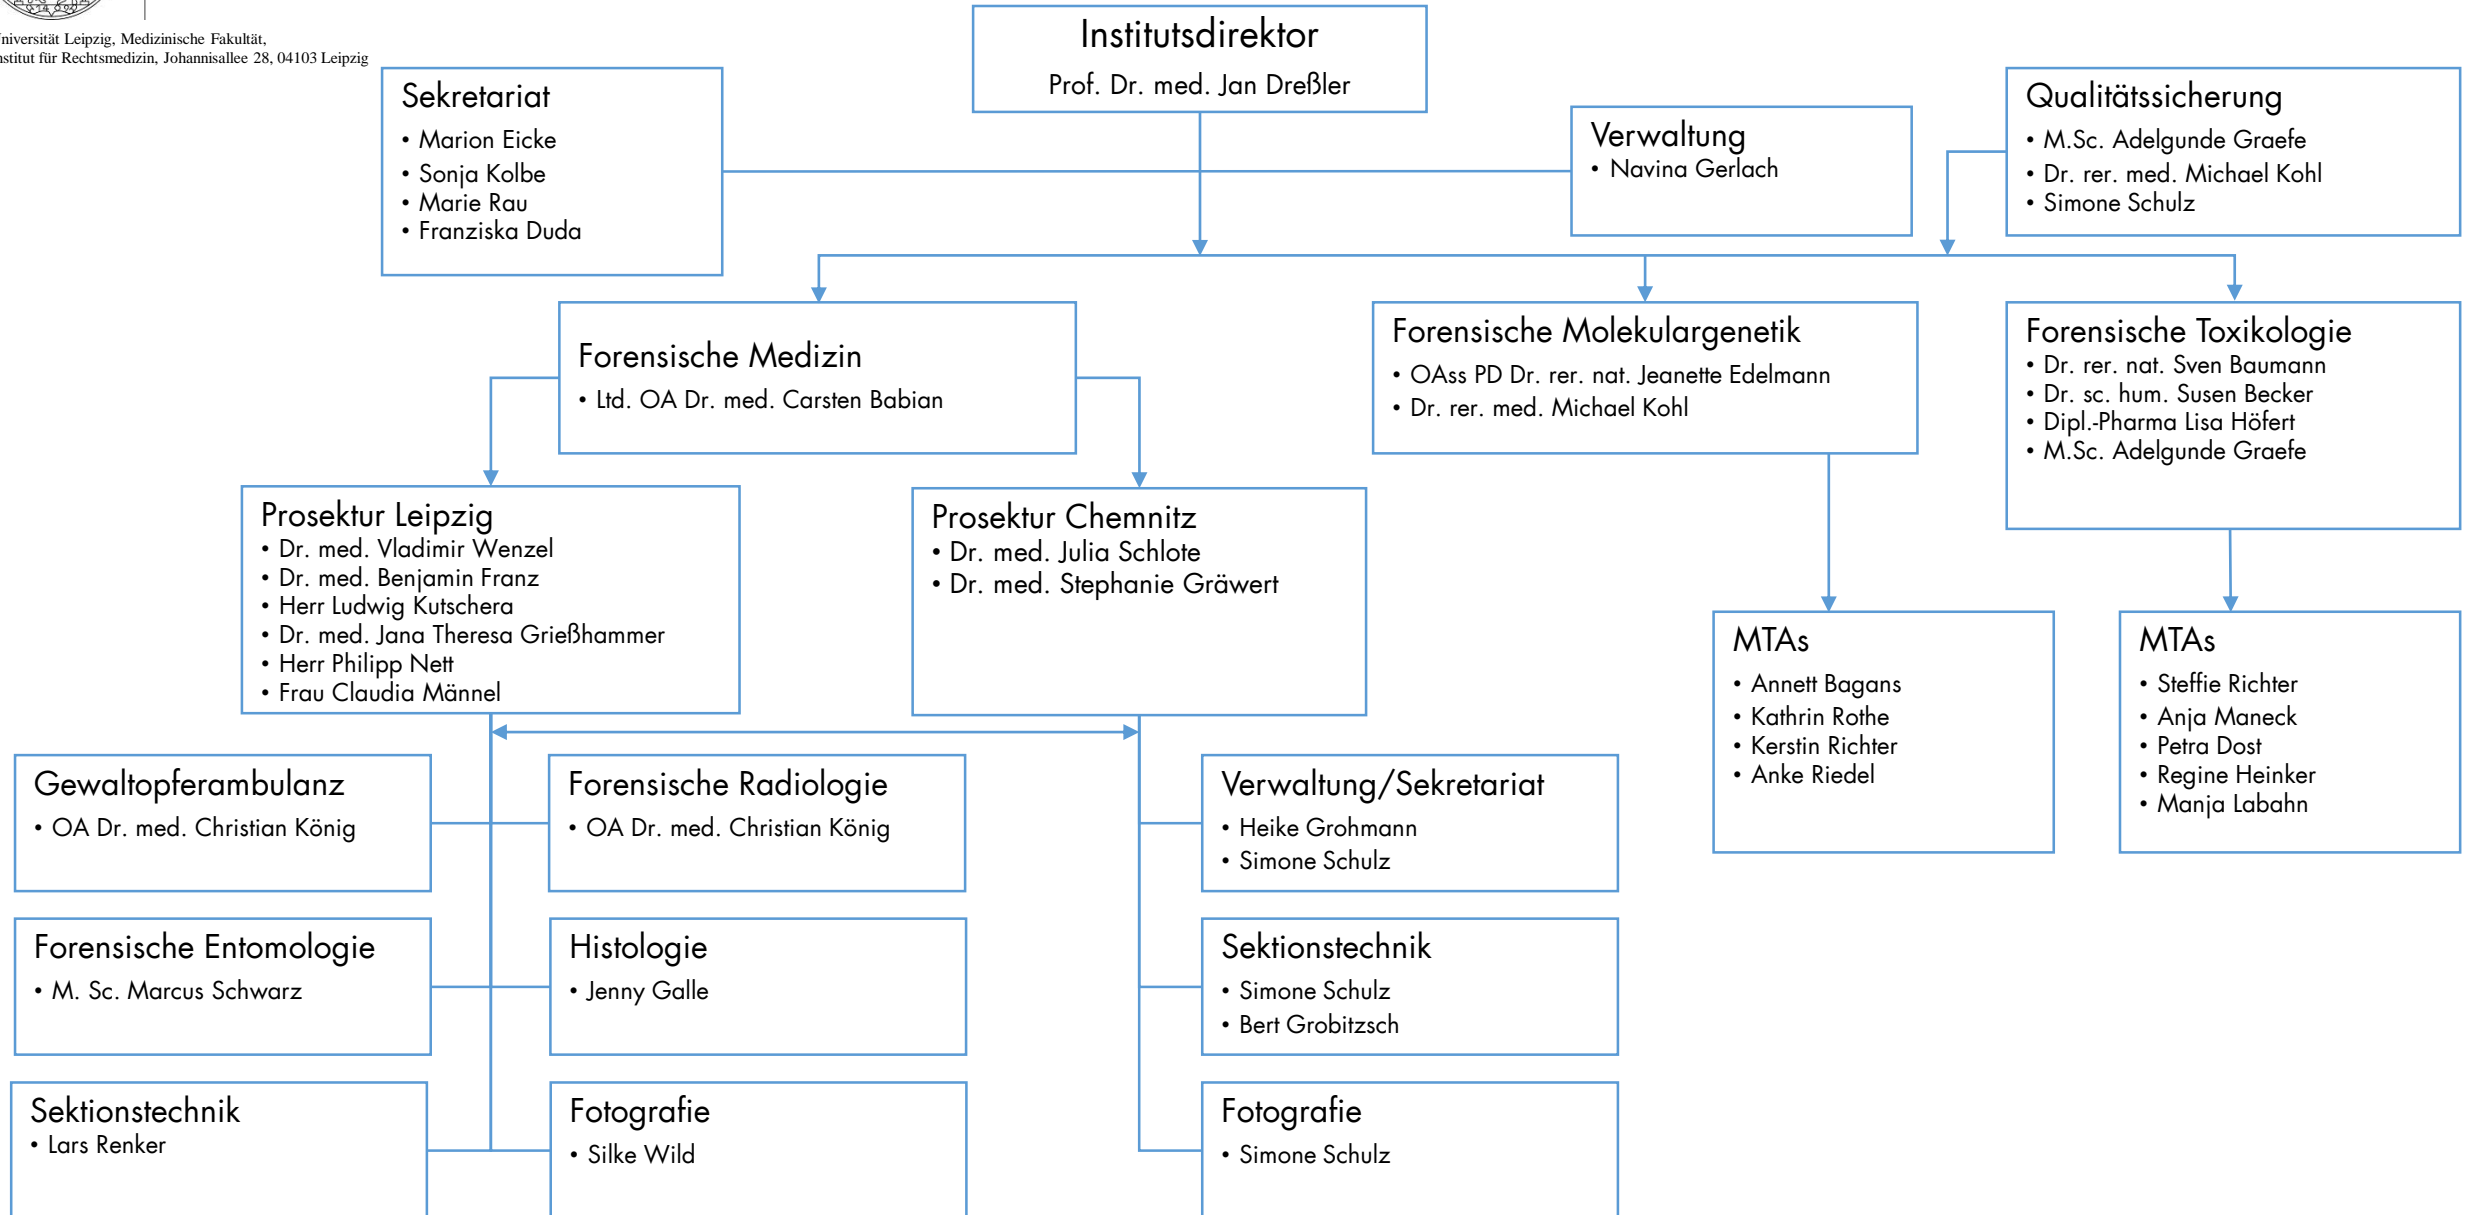 niversität Leipzig, Medizinische Fakultät,
nstitut für Rechtsmedizin, Johannisallee 28, 04103 Leipzig
Institutsdirektor
Prof. Dr. med. Jan Dreßler
Sekretariat
• Marion Eicke
• Sonja Kolbe
• Marie Rau
• Franziska Duda
Verwaltung
• Navina Gerlach
Qualitätssicherung
• M.Sc. Adelgunde Graefe
• Dr. rer. med. Michael Kohl
• Simone Schulz
Forensische Medizin
• Ltd. OA Dr. med. Carsten Babian
Forensische Molekulargenetik
• OAss PD Dr. rer. nat. Jeanette Edelmann
• Dr. rer. med. Michael Kohl
Forensische Toxikologie
• Dr. rer. nat. Sven Baumann
• Dr. sc. hum. Susen Becker
• Dipl.-Pharma Lisa Höfert
• M.Sc. Adelgunde Graefe
Prosektur Leipzig
• Dr. med. Vladimir Wenzel
• Dr. med. Benjamin Franz
• Herr Ludwig Kutschera
• Dr. med. Jana Theresa Grießhammer
• Herr Philipp Nett
• Frau Claudia Männel
Prosektur Chemnitz
• Dr. med. Julia Schlote
• Dr. med. Stephanie Gräwert
MTAs
• Annett Bagans
• Kathrin Rothe
• Kerstin Richter
• Anke Riedel
MTAs
• Steffie Richter
• Anja Maneck
• Petra Dost
• Regine Heinker
• Manja Labahn
Gewaltopferambulanz
• OA Dr. med. Christian König
Forensische Radiologie
• OA Dr. med. Christian König
Verwaltung/Sekretariat
• Heike Grohmann
• Simone Schulz
Forensische Entomologie
• M. Sc. Marcus Schwarz
Histologie
• Jenny Galle
Sektionstechnik
• Simone Schulz
• Bert Grobitzsch
Sektionstechnik
• Lars Renker
Fotografie
• Silke Wild
Fotografie
• Simone Schulz